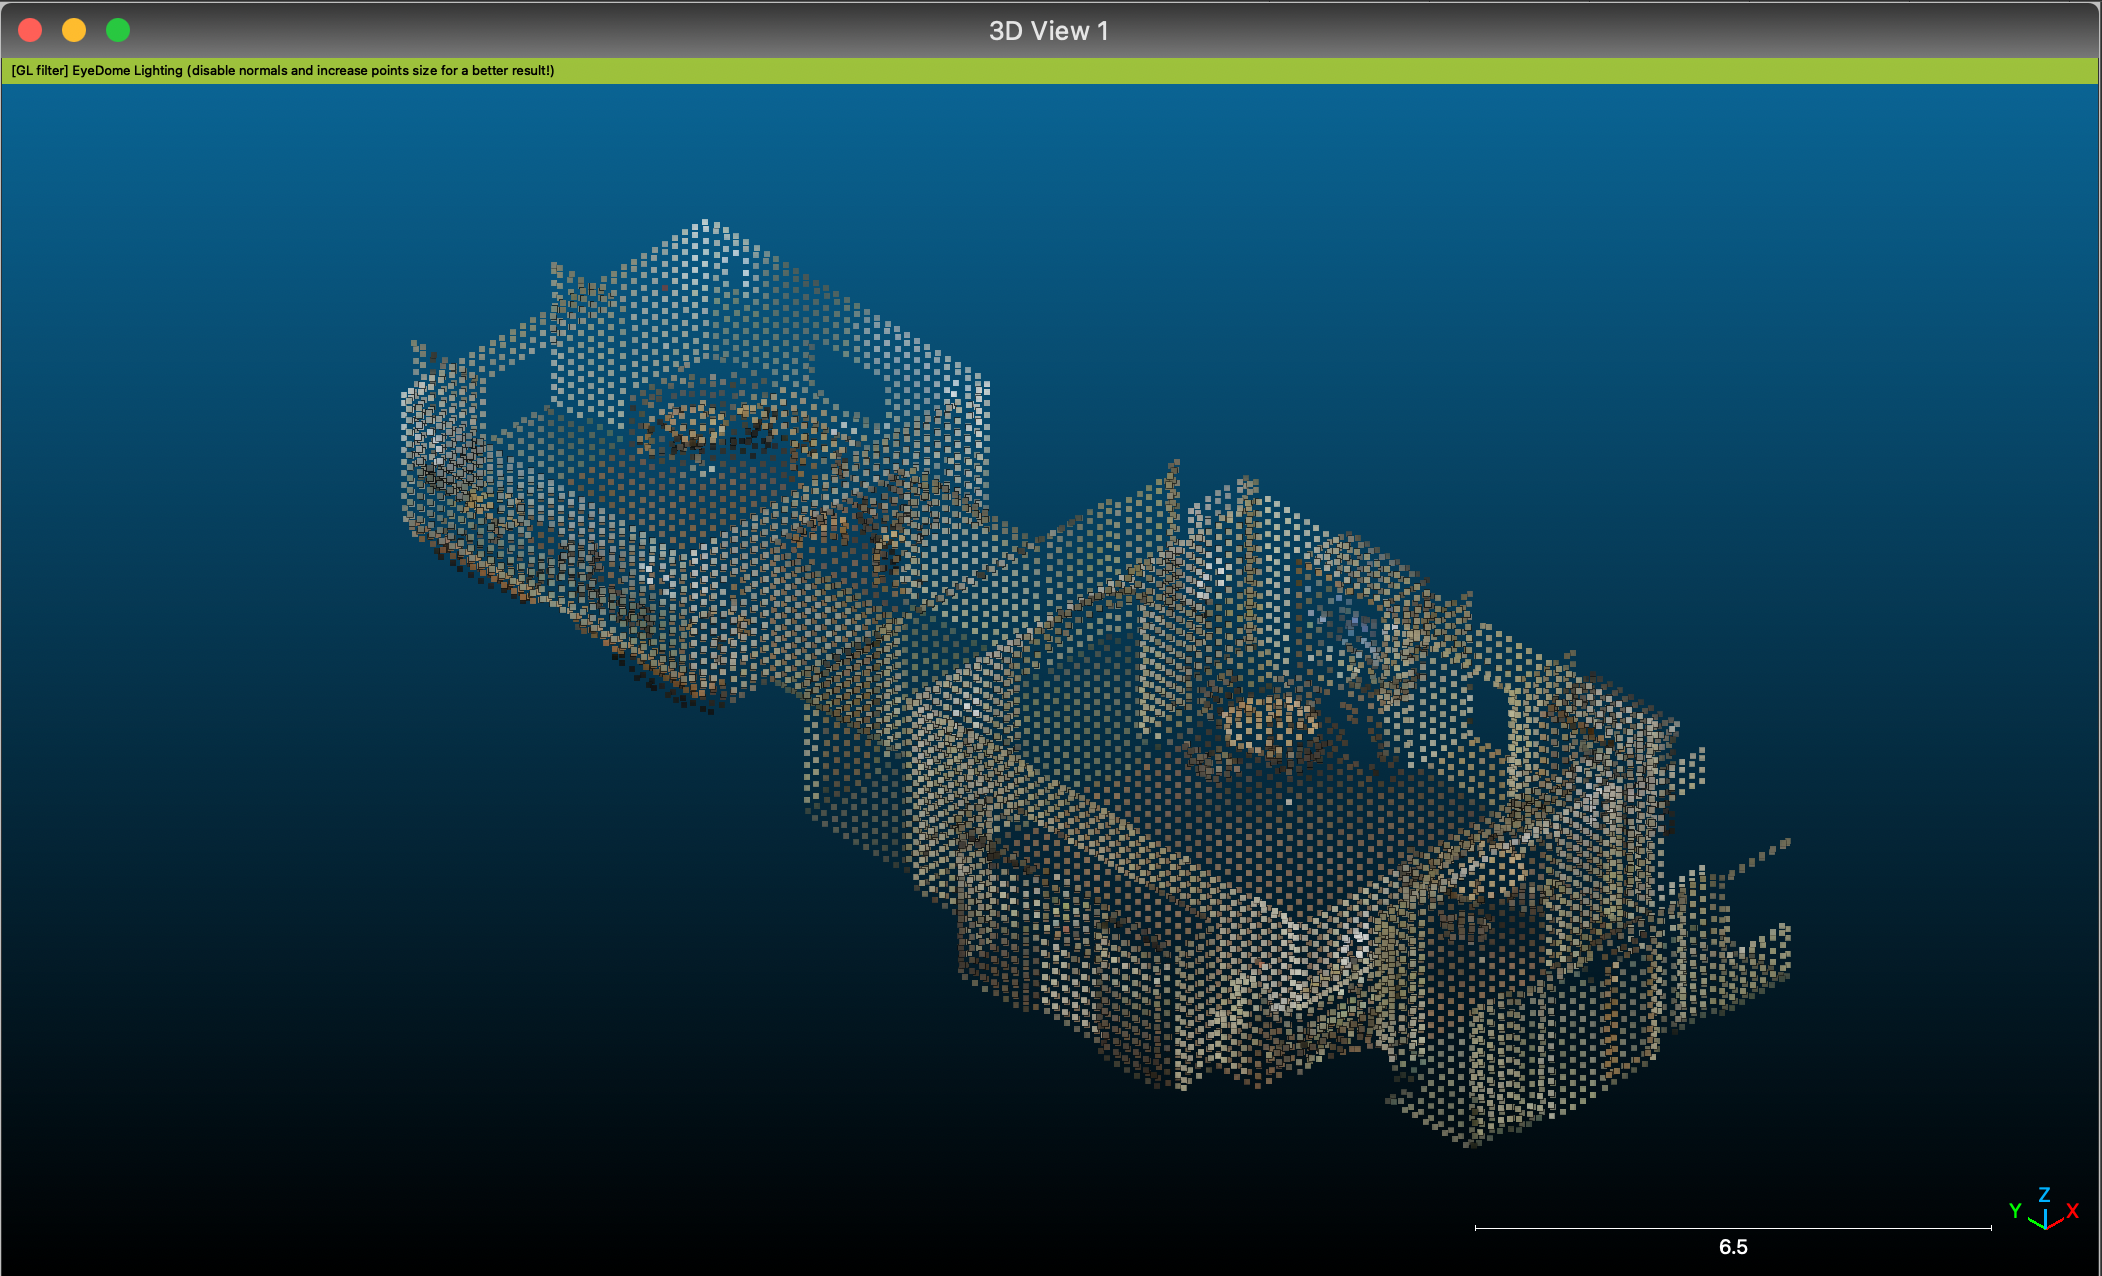 3D View 1
[GL filter] EyeDome Lighting (disable normals and increase points size for a better result!)
Z
Y X
6.5